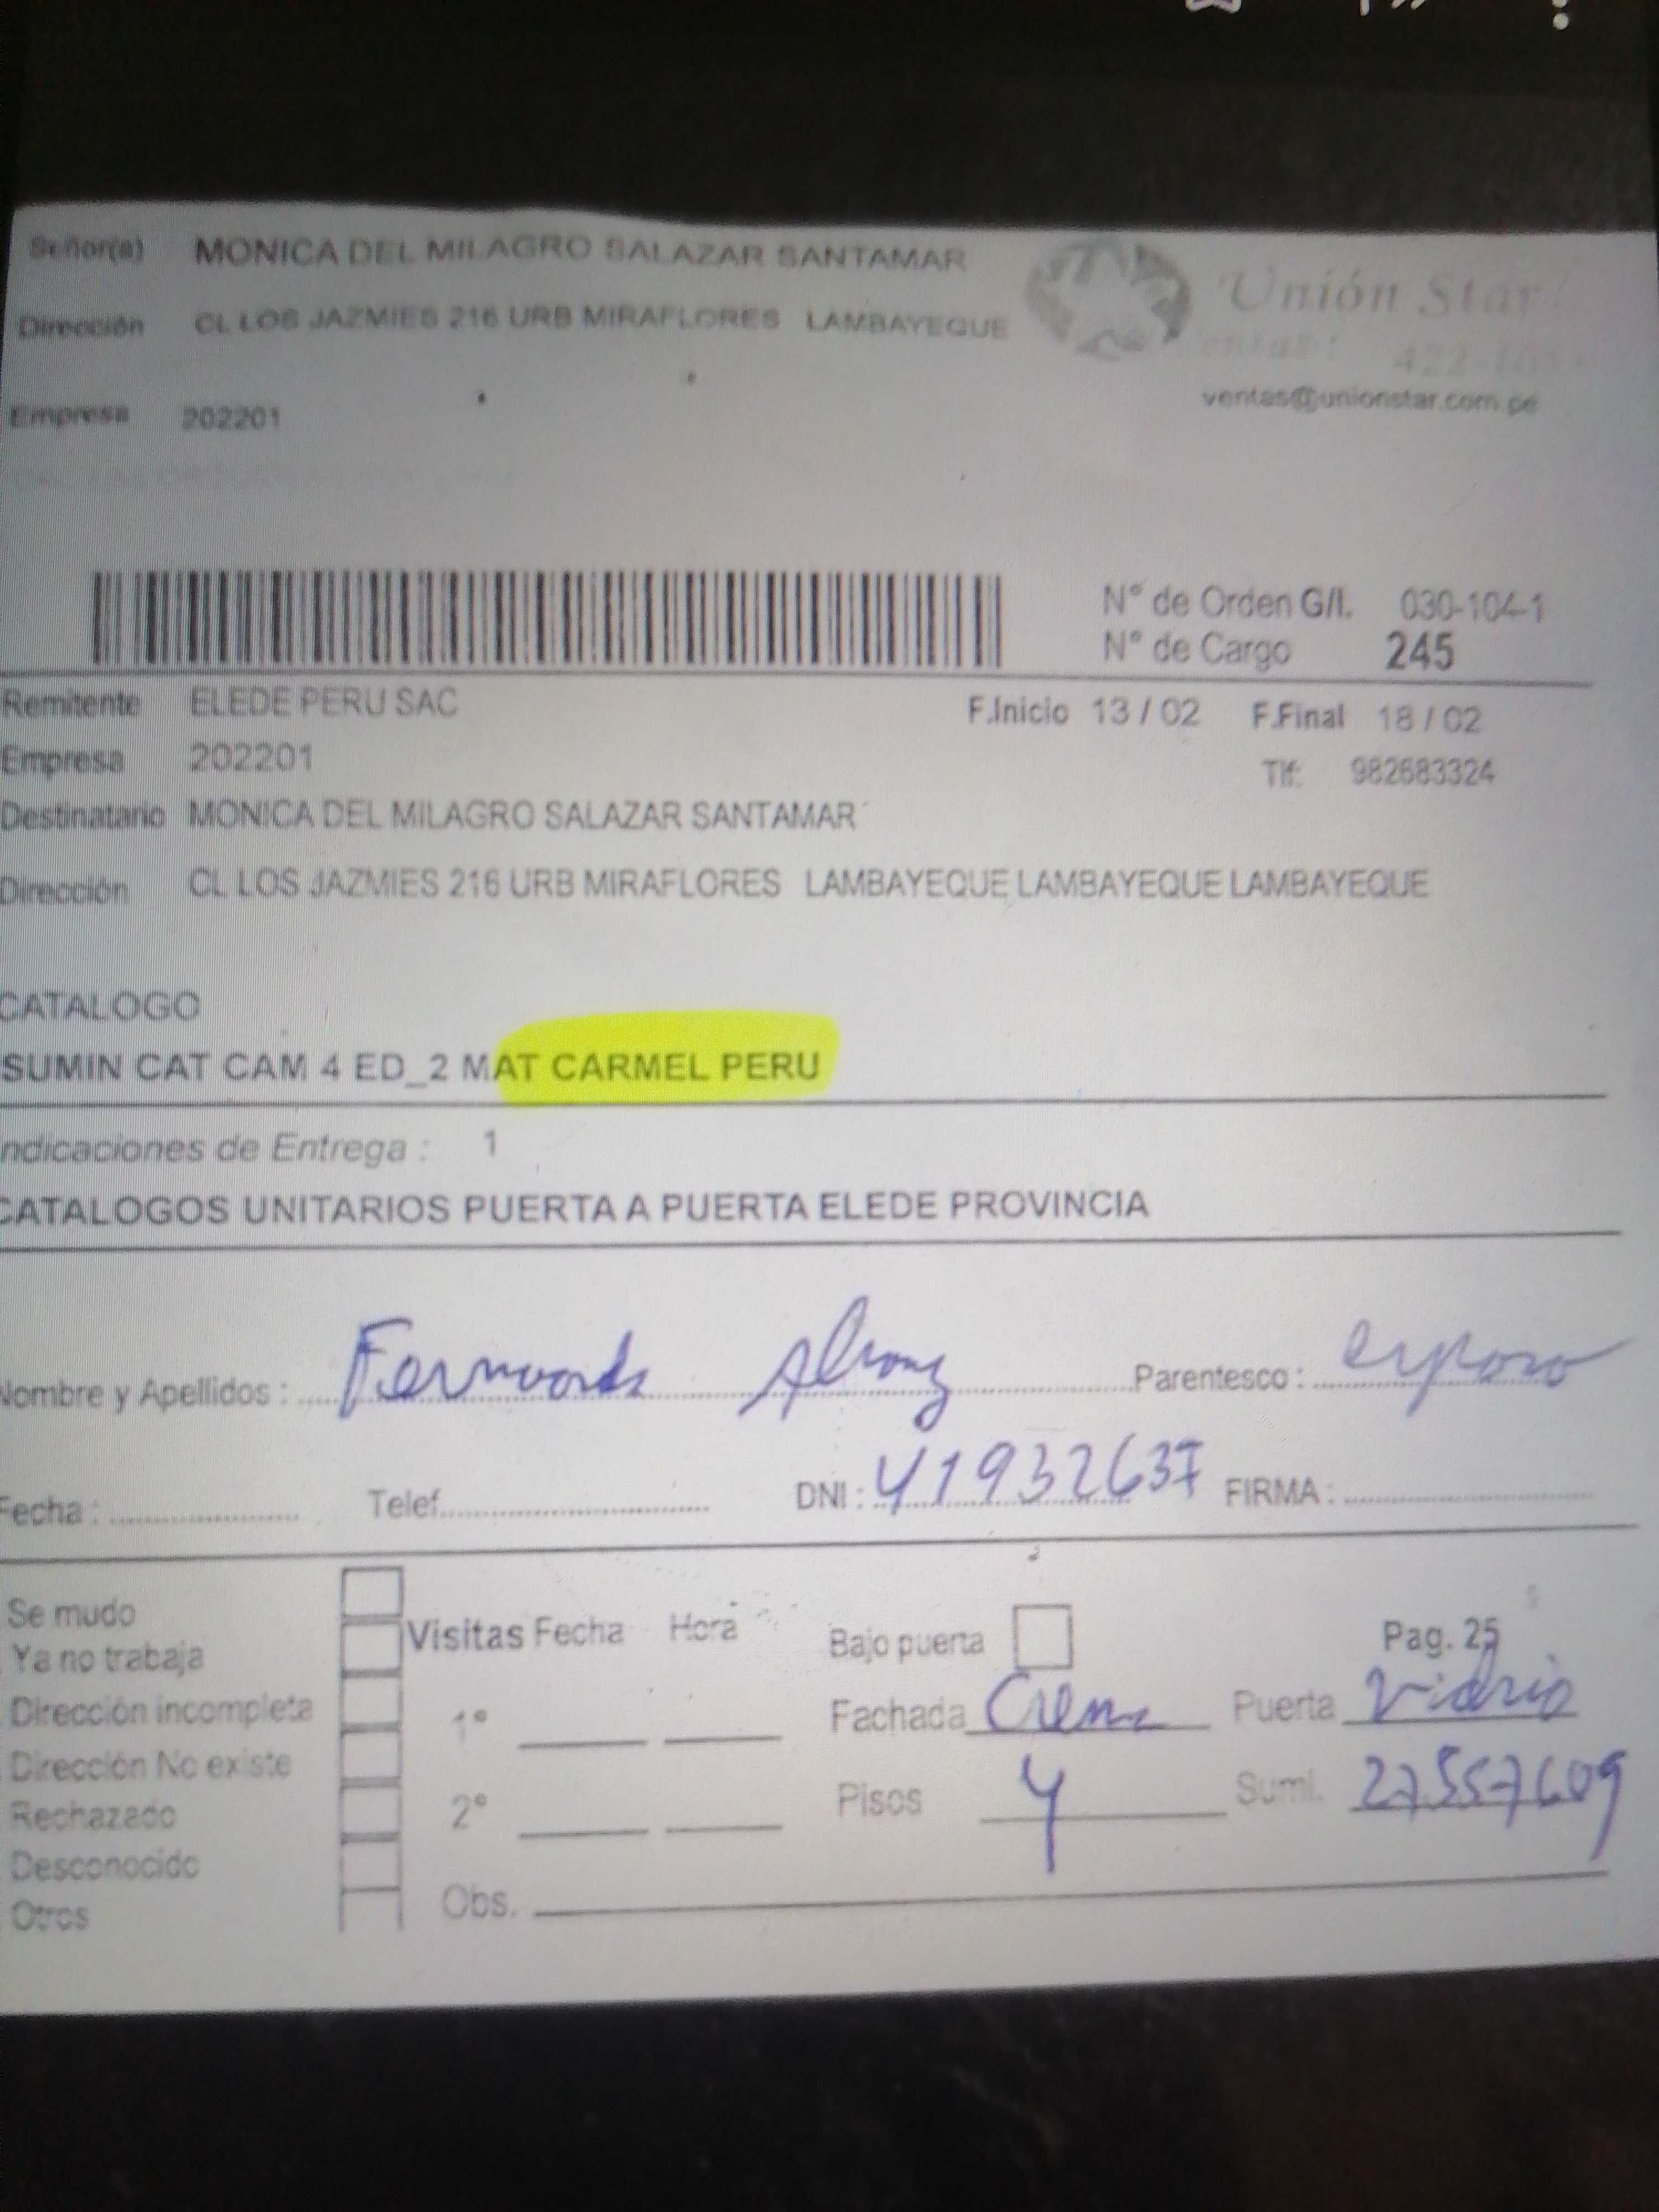 Señor(a) MONICA DEL MILAGRO SALAZAR SANTAMAR
Dirección CL LOS JAZMIES 216 URB MIRAFLORES LAMBAYEQUE
Empresa 202201
Unión Star
ventas@unionstar.com.pe
N° de Orden G/I. 030-104-1
N° de Cargo 245
Remitente ELEDE PERU SAC F.Inicio 13 / 02 F.Final 18 / 02
Empresa 202201 Tlf: 982683324
Destinatario MONICA DEL MILAGRO SALAZAR SANTAMAR
Dirección CL LOS JAZMIES 216 URB MIRAFLORES LAMBAYEQUE LAMBAYEQUE LAMBAYEQUE
CATALOGO
SUMIN CAT CAM 4 ED_2 MAT CARMEL PERU
ndicaciones de Entrega : 1
CATALOGOS UNITARIOS PUERTA A PUERTA ELEDE PROVINCIA
Nombre y Apellidos : Parentesco : esposo
Fecha : Telef. DNI : 41932637 FIRMA :
Se mudo
Ya no trabaja
Dirección incompleta
Dirección No existe
Rechazado
Desconocido
Otros
Visitas Fecha Hora
1°
2°
Obs.
Bajo puerta Pag. 25
Fachada Crema Puerta Vidrio
Pisos 4 Sumi. 27557609